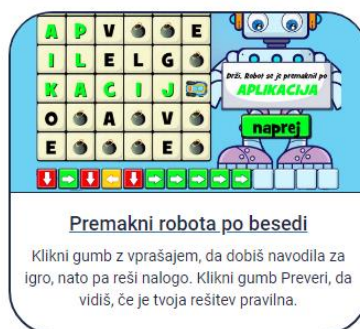 A P V E
I L E L G
K A C I J
O A V
E E E
Drži. Robot se je premaknil po
APLIKACIJA
naprej
Premakni robota po besedi
Klikni gumb z vprašajem, da dobiš navodila za
igro, nato pa reši nalogo. Klikni gumb Preveri, da
vidiš, če je tvoja rešitev pravilna.